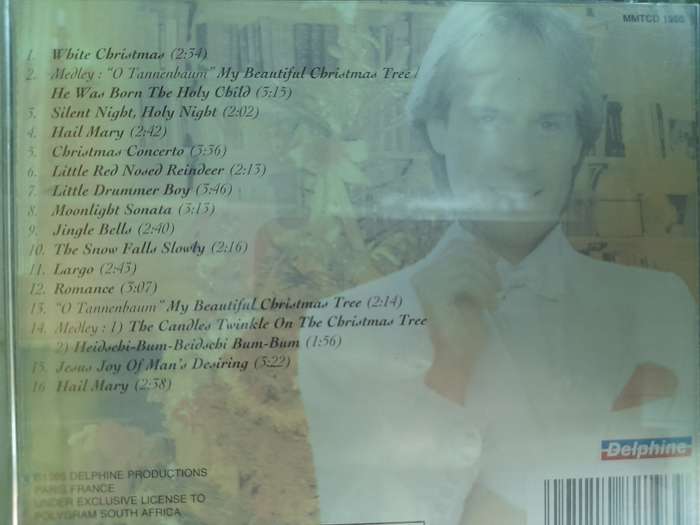 MMTCD 1960
1. White Christmas (2:34)
2. Medley : "O Tannenbaum" My Beautiful Christmas Tree /
He Was Born The Holy Child (3:15)
3. Silent Night, Holy Night (2:02)
4. Hail Mary (2:42)
5. Christmas Concerto (3:36)
6. Little Red Nosed Reindeer (2:13)
7. Little Drummer Boy (3:46)
8. Moonlight Sonata (3:13)
9. Jingle Bells (2:40)
10. The Snow Falls Slowly (2:16)
11. Largo (2:43)
12. Romance (3:07)
13. "O Tannenbaum" My Beautiful Christmas Tree (2:14)
14. Medley : 1) The Candles Twinkle On The Christmas Tree
2) Heidschi-Bum-Beidschi Bum-Bum (1:56)
15. Jesus Joy Of Man's Desiring (3:22)
16 Hail Mary (2:38)
Delphine
DELPHINE PRODUCTIONS
PARIS FRANCE
UNDER EXCLUSIVE LICENSE TO
POLYGRAM SOUTH AFRICA